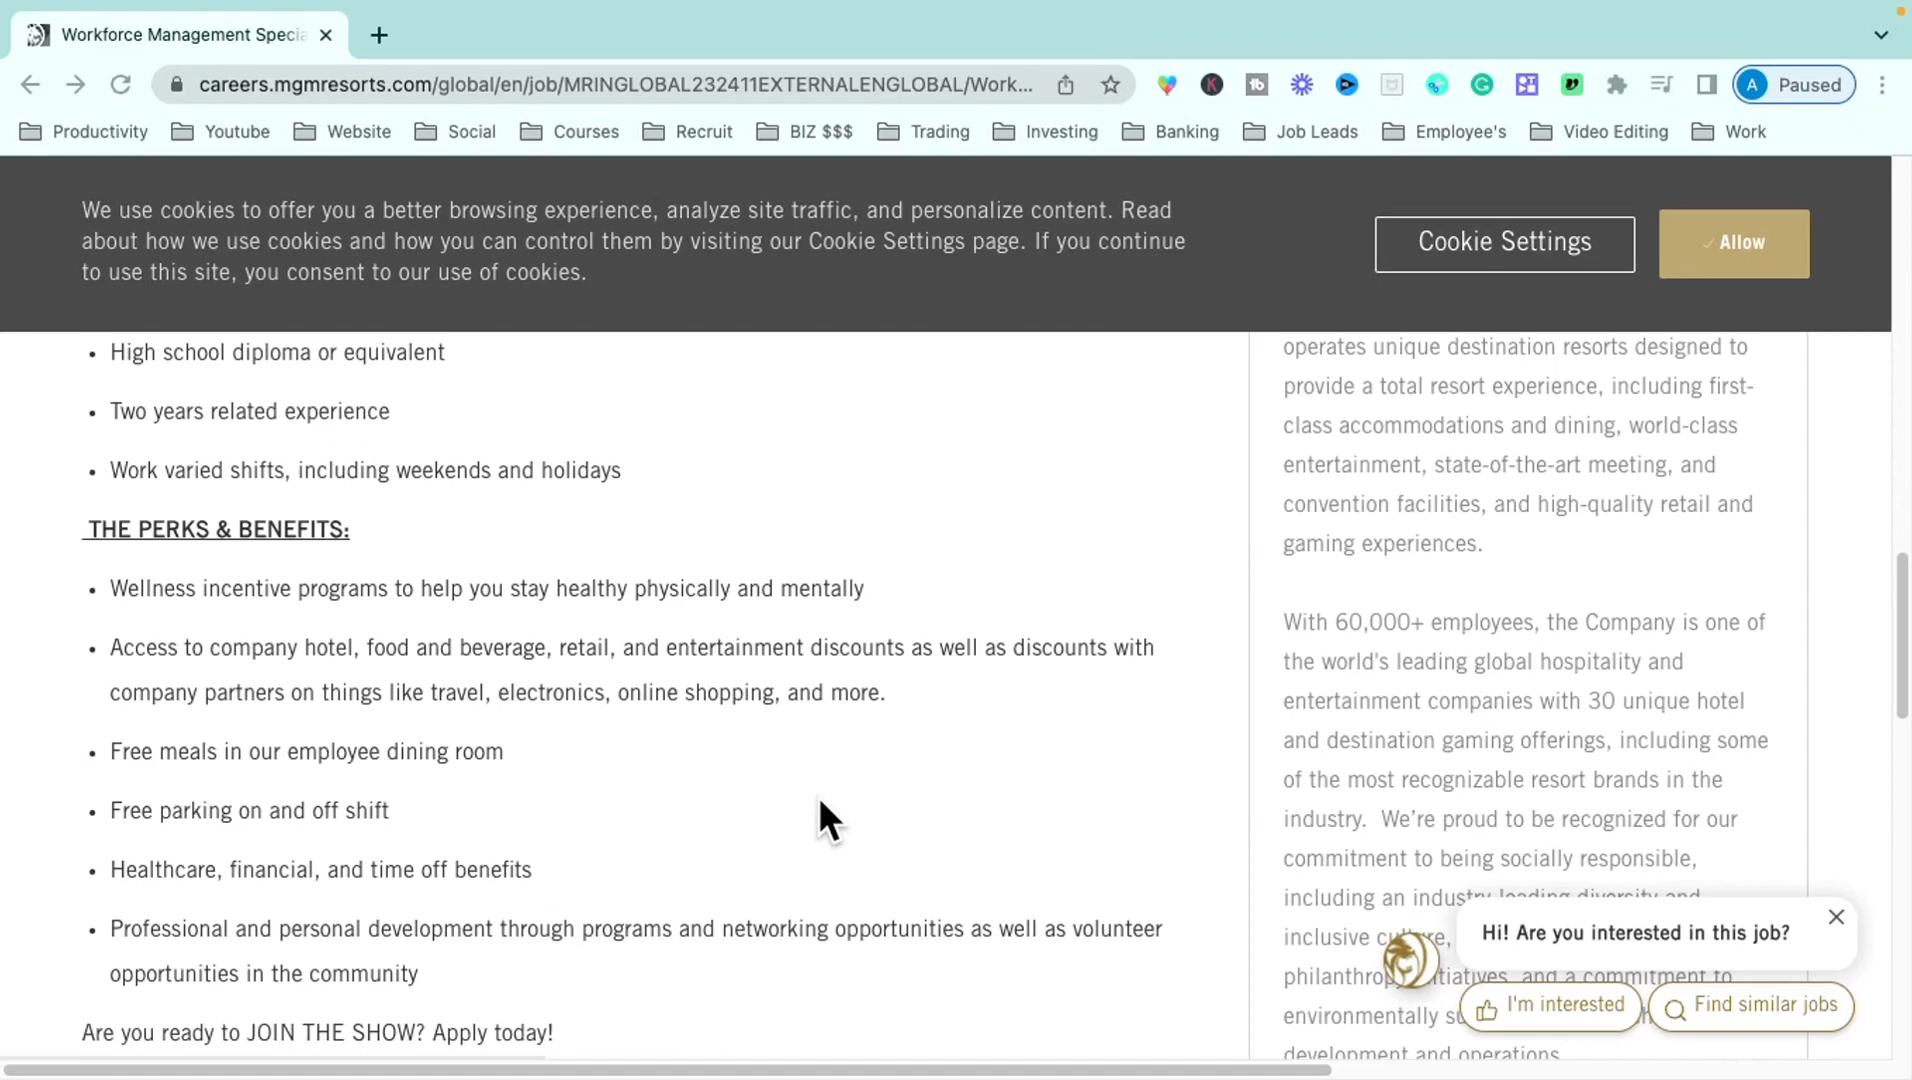 Workforce Management Specia
careers.mgmresorts.com/global/en/job/MRINGLOBAL232411EXTERNALENGLOBAL/Work...
A Paused
Productivity Youtube Website Social Courses Recruit BIZ $$$ Trading Investing Banking Job Leads Employee's Video Editing Work
We use cookies to offer you a better browsing experience, analyze site traffic, and personalize content. Read
about how we use cookies and how you can control them by visiting our Cookie Settings page. If you continue
to use this site, you consent to our use of cookies.
Cookie Settings
Allow
• High school diploma or equivalent
• Two years related experience
• Work varied shifts, including weekends and holidays
THE PERKS & BENEFITS:
• Wellness incentive programs to help you stay healthy physically and mentally
• Access to company hotel, food and beverage, retail, and entertainment discounts as well as discounts with
company partners on things like travel, electronics, online shopping, and more.
• Free meals in our employee dining room
• Free parking on and off shift
• Healthcare, financial, and time off benefits
• Professional and personal development through programs and networking opportunities as well as volunteer
opportunities in the community
Are you ready to JOIN THE SHOW? Apply today!
operates unique destination resorts designed to
provide a total resort experience, including first-
class accommodations and dining, world-class
entertainment, state-of-the-art meeting, and
convention facilities, and high-quality retail and
gaming experiences.
With 60,000+ employees, the Company is one of
the world's leading global hospitality and
entertainment companies with 30 unique hotel
and destination gaming offerings, including some
of the most recognizable resort brands in the
industry. We're proud to be recognized for our
commitment to being socially responsible,
including an industry leading diversity and
inclusive
environmentally
development and operations
Hi! Are you interested in this job?
I'm interested
Find similar jobs